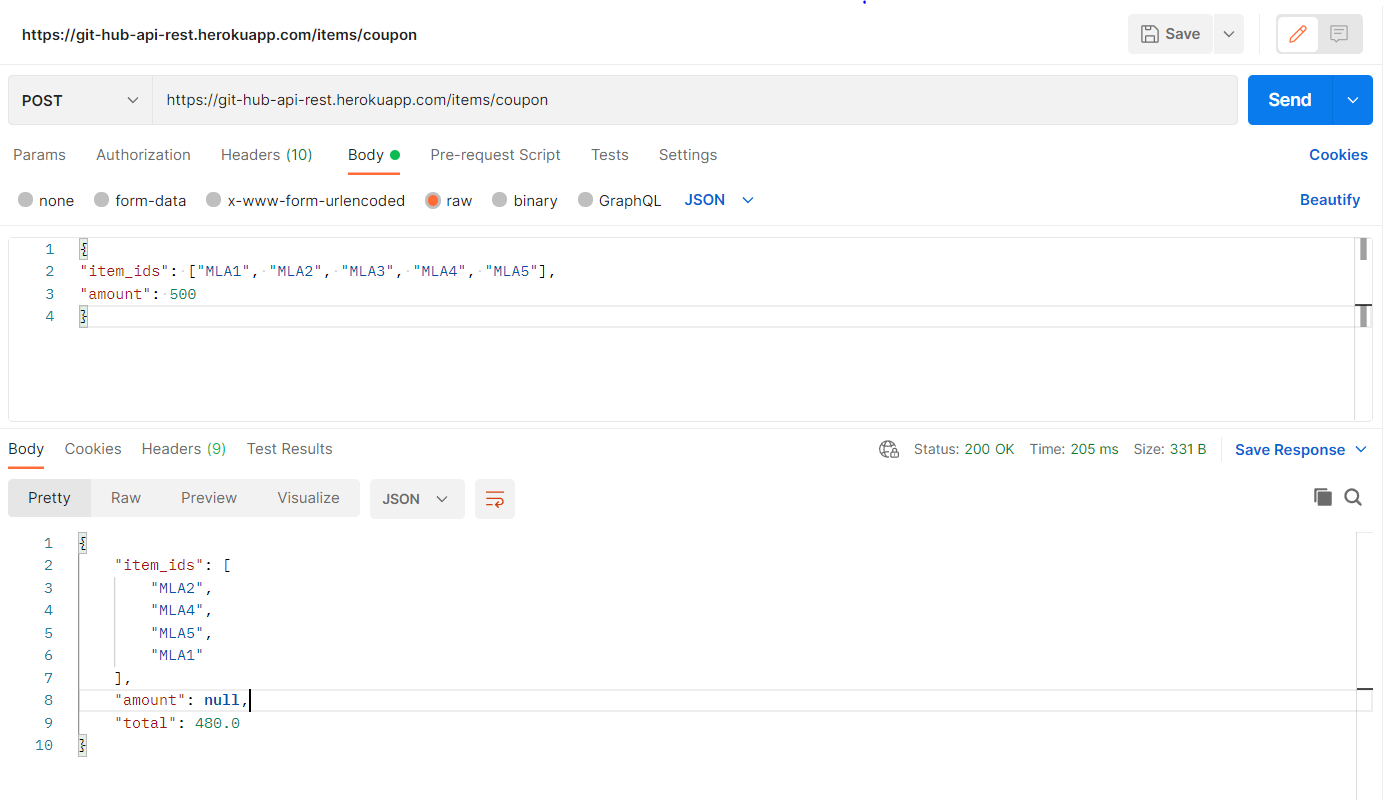 https://git-hub-api-rest.herokuapp.com/items/coupon
Save
POST
https://git-hub-api-rest.herokuapp.com/items/coupon
Send
Params Authorization Headers (10) Body Pre-request Script Tests Settings Cookies
none form-data x-www-form-urlencoded raw binary GraphQL JSON Beautify
1 {
2 "item_ids": ["MLA1", "MLA2", "MLA3", "MLA4", "MLA5"],
3 "amount": 500
4 }
Body Cookies Headers (9) Test Results Status: 200 OK Time: 205 ms Size: 331 B Save Response
Pretty Raw Preview Visualize JSON
1 {
2 "item_ids": [
3 "MLA2",
4 "MLA4",
5 "MLA5",
6 "MLA1"
7 ],
8 "amount": null,
9 "total": 480.0
10 }